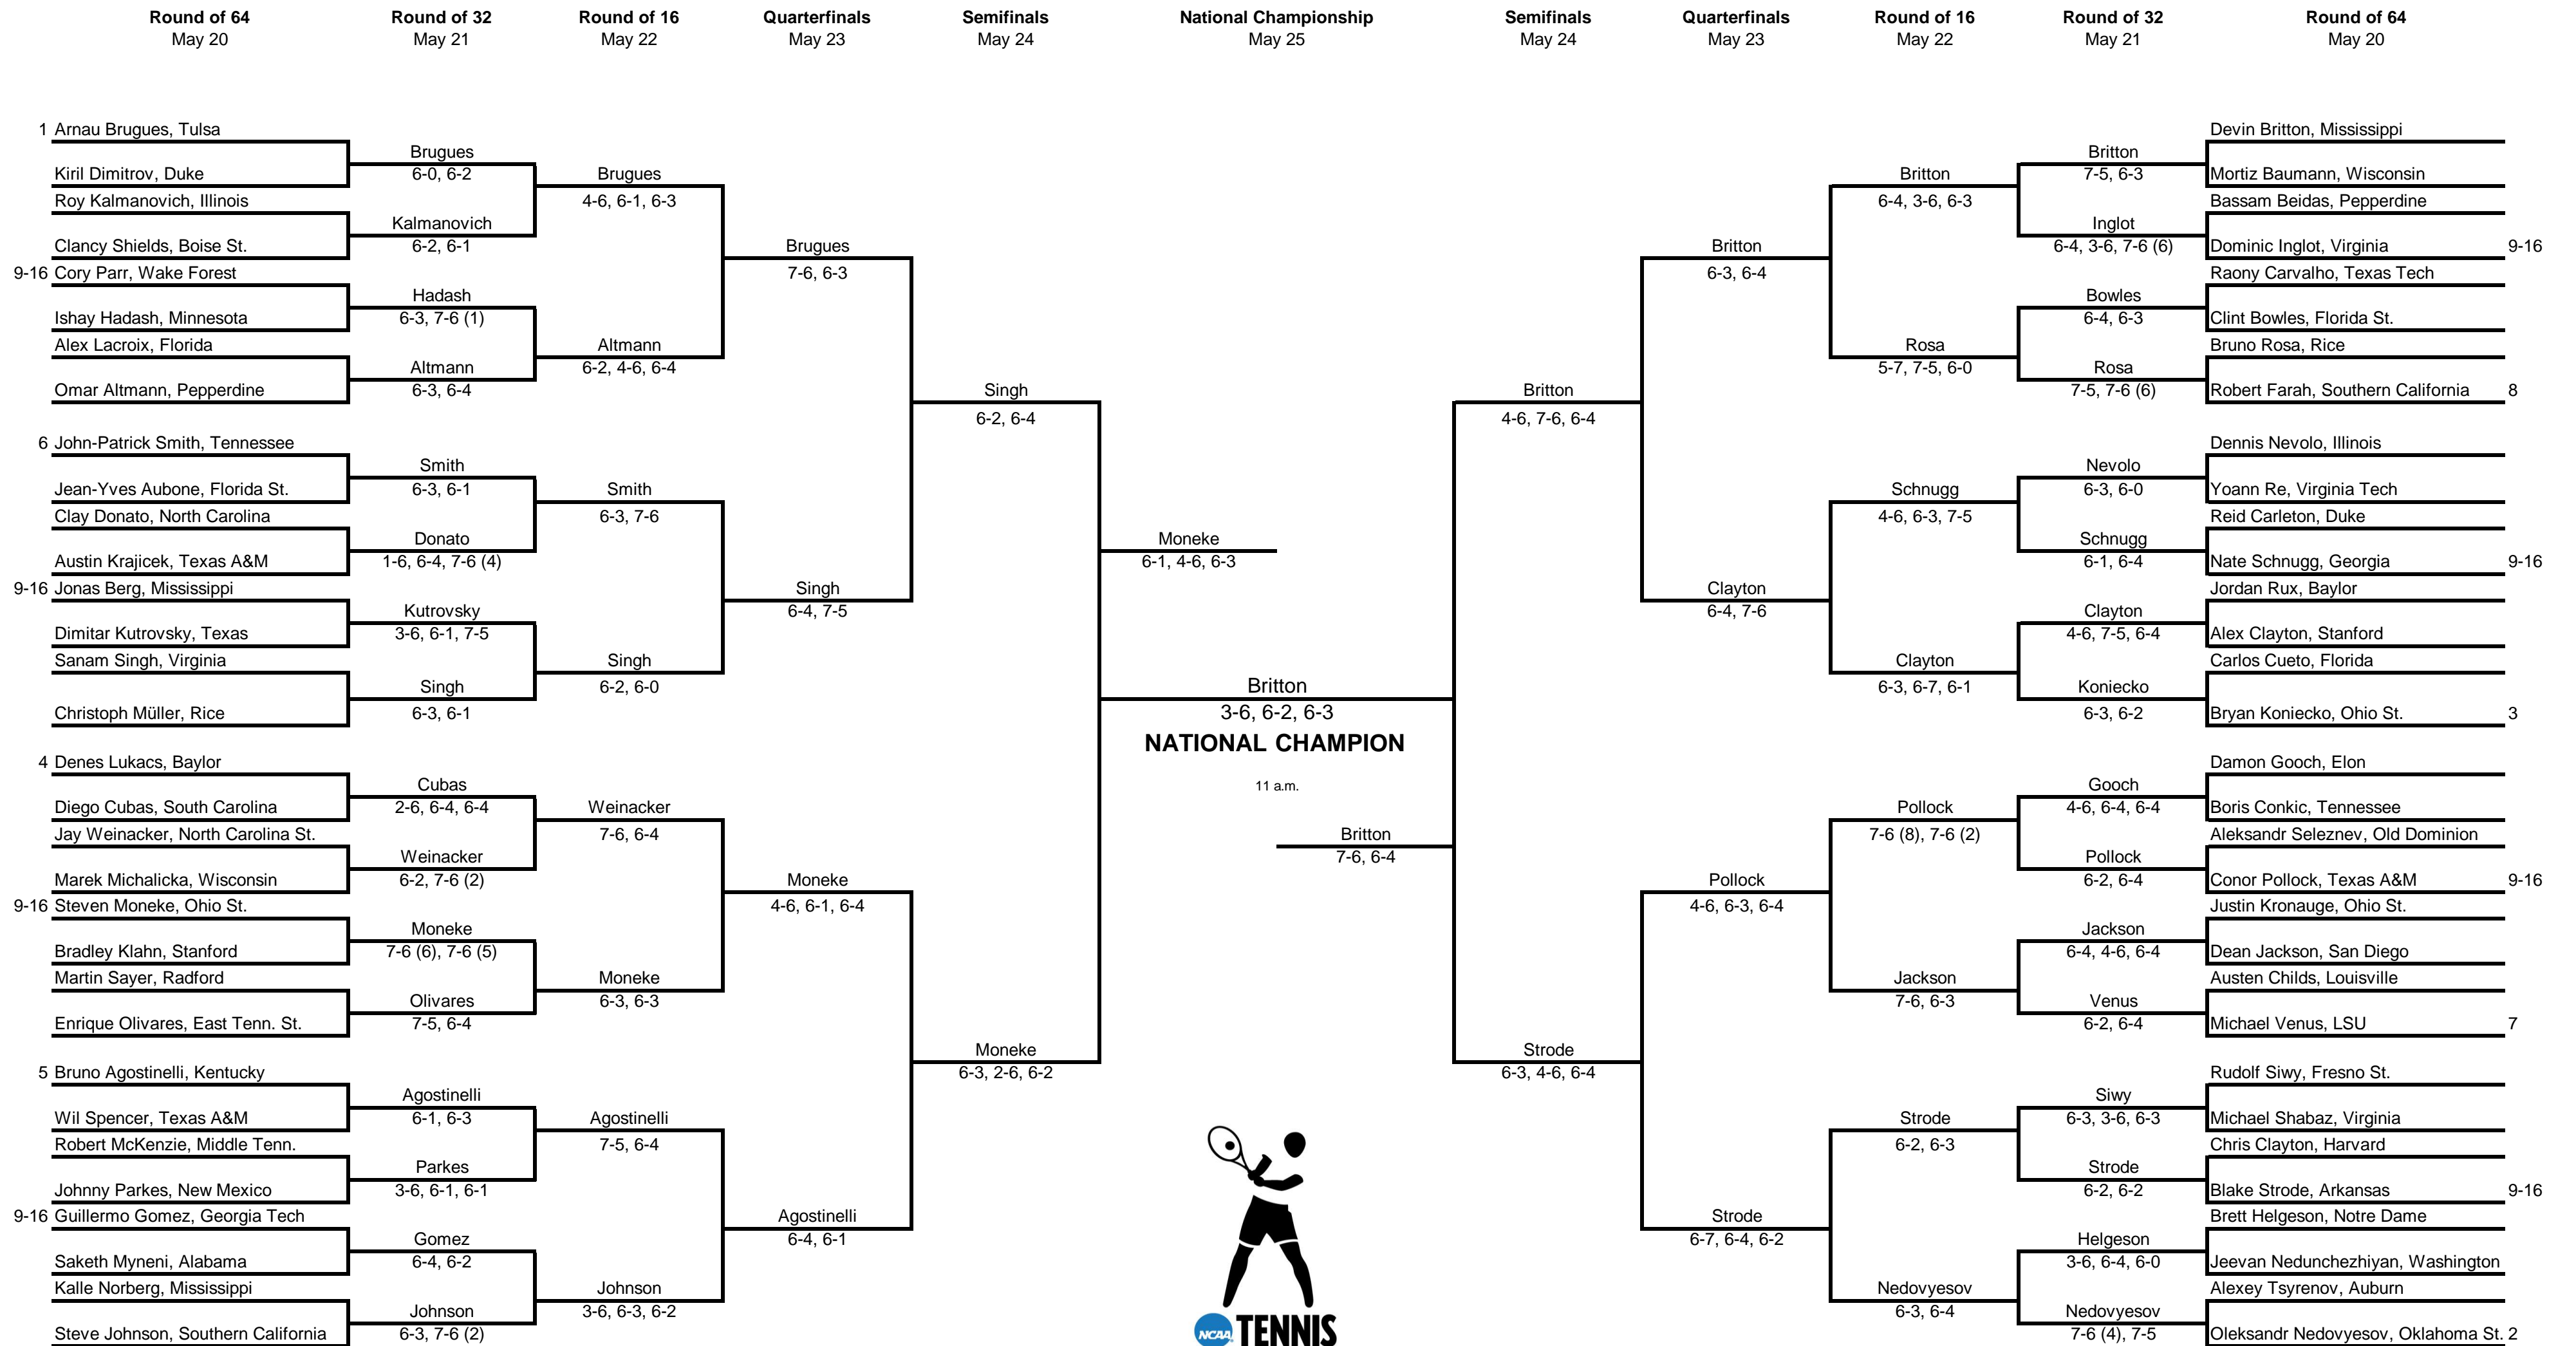 Round of 64 Round of 32 Round of 16 Quarterfinals Semifinals National Championship Semifinals Quarterfinals Round of 16 Round of 32 Round of 64
May 20 May 21 May 22 May 23 May 24 May 25 May 24 May 23 May 22 May 21 May 20
1 Arnau Brugues, Tulsa
Brugues
Kiril Dimitrov, Duke
6-0, 6-2
Brugues
Roy Kalmanovich, Illinois
4-6, 6-1, 6-3
Kalmanovich
Clancy Shields, Boise St.
6-2, 6-1
Brugues
9-16 Cory Parr, Wake Forest
7-6, 6-3
Hadash
Ishay Hadash, Minnesota
6-3, 7-6 (1)
Alex Lacroix, Florida
Altmann
Altmann
6-2, 4-6, 6-4
Omar Altmann, Pepperdine
6-3, 6-4
Singh
6-2, 6-4
6 John-Patrick Smith, Tennessee
Smith
Jean-Yves Aubone, Florida St.
6-3, 6-1
Smith
Clay Donato, North Carolina
6-3, 7-6
Donato
Austin Krajicek, Texas A&M
1-6, 6-4, 7-6 (4)
9-16 Jonas Berg, Mississippi
Singh
Kutrovsky
6-4, 7-5
Dimitar Kutrovsky, Texas
3-6, 6-1, 7-5
Sanam Singh, Virginia
Singh
Singh
6-2, 6-0
Christoph Müller, Rice
6-3, 6-1
4 Denes Lukacs, Baylor
Cubas
Diego Cubas, South Carolina
2-6, 6-4, 6-4
Weinacker
Jay Weinacker, North Carolina St.
7-6, 6-4
Weinacker
Marek Michalicka, Wisconsin
6-2, 7-6 (2)
Moneke
9-16 Steven Moneke, Ohio St.
4-6, 6-1, 6-4
Moneke
Bradley Klahn, Stanford
7-6 (6), 7-6 (5)
Martin Sayer, Radford
Moneke
Olivares
6-3, 6-3
Enrique Olivares, East Tenn. St.
7-5, 6-4
Moneke
6-3, 2-6, 6-2
5 Bruno Agostinelli, Kentucky
Agostinelli
Wil Spencer, Texas A&M
6-1, 6-3
Agostinelli
Robert McKenzie, Middle Tenn.
7-5, 6-4
Parkes
Johnny Parkes, New Mexico
3-6, 6-1, 6-1
9-16 Guillermo Gomez, Georgia Tech
Agostinelli
Gomez
6-4, 6-1
Saketh Myneni, Alabama
6-4, 6-2
Kalle Norberg, Mississippi
Johnson
Johnson
3-6, 6-3, 6-2
Steve Johnson, Southern California
6-3, 7-6 (2)
Moneke
6-1, 4-6, 6-3
Britton
3-6, 6-2, 6-3
NATIONAL CHAMPION
11 a.m.
Britton
7-6, 6-4
NCAA TENNIS
Devin Britton, Mississippi
Britton
Mortiz Baumann, Wisconsin
7-5, 6-3
Britton
Bassam Beidas, Pepperdine
6-4, 3-6, 6-3
Inglot
Dominic Inglot, Virginia 9-16
6-4, 3-6, 7-6 (6)
Britton
Raony Carvalho, Texas Tech
6-3, 6-4
Bowles
Clint Bowles, Florida St.
6-4, 6-3
Bruno Rosa, Rice
Rosa
Rosa
5-7, 7-5, 6-0
Robert Farah, Southern California 8
7-5, 7-6 (6)
Britton
4-6, 7-6, 6-4
Dennis Nevolo, Illinois
Nevolo
Yoann Re, Virginia Tech
6-3, 6-0
Schnugg
Reid Carleton, Duke
4-6, 6-3, 7-5
Schnugg
Nate Schnugg, Georgia 9-16
6-1, 6-4
Jordan Rux, Baylor
Clayton
Clayton
6-4, 7-6
Alex Clayton, Stanford
4-6, 7-5, 6-4
Carlos Cueto, Florida
Clayton
Koniecko
6-3, 6-7, 6-1
Bryan Koniecko, Ohio St. 3
6-3, 6-2
Damon Gooch, Elon
Gooch
Boris Conkic, Tennessee
4-6, 6-4, 6-4
Pollock
Aleksandr Seleznev, Old Dominion
7-6 (8), 7-6 (2)
Pollock
Conor Pollock, Texas A&M 9-16
6-2, 6-4
Pollock
Justin Kronauge, Ohio St.
4-6, 6-3, 6-4
Jackson
Dean Jackson, San Diego
6-4, 4-6, 6-4
Austen Childs, Louisville
Jackson
Venus
7-6, 6-3
Michael Venus, LSU 7
6-2, 6-4
Strode
6-3, 4-6, 6-4
Rudolf Siwy, Fresno St.
Siwy
Michael Shabaz, Virginia
6-3, 3-6, 6-3
Strode
Chris Clayton, Harvard
6-2, 6-3
Strode
Blake Strode, Arkansas 9-16
6-2, 6-2
Brett Helgeson, Notre Dame
Strode
Helgeson
6-7, 6-4, 6-2
Jeevan Nedunchezhiyan, Washington
3-6, 6-4, 6-0
Alexey Tsyrenov, Auburn
Nedovyesov
Nedovyesov
6-3, 6-4
Oleksandr Nedovyesov, Oklahoma St. 2
7-6 (4), 7-5